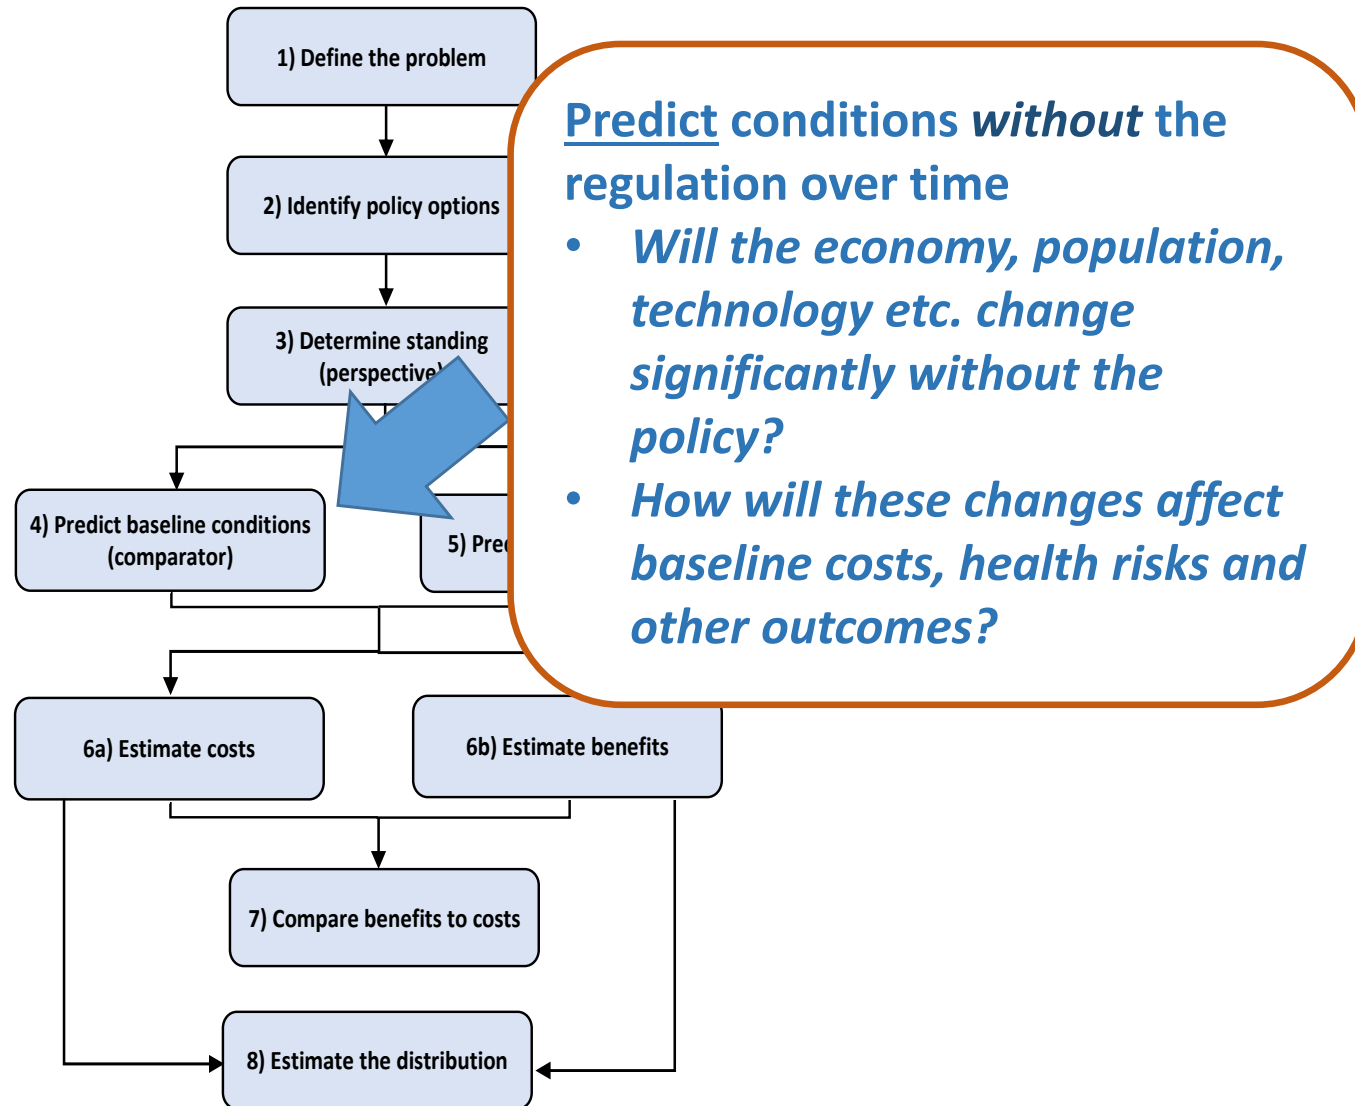 1) Define the problem
2) Identify policy options
3) Determine standing
(perspective)
Predict conditions without the
regulation over time
• Will the economy, population,
technology etc. change
significantly without the
policy?
• How will these changes affect
baseline costs, health risks and
other outcomes?
4) Predict baseline conditions
(comparator)
5) Pred
6a) Estimate costs
6b) Estimate benefits
7) Compare benefits to costs
8) Estimate the distribution